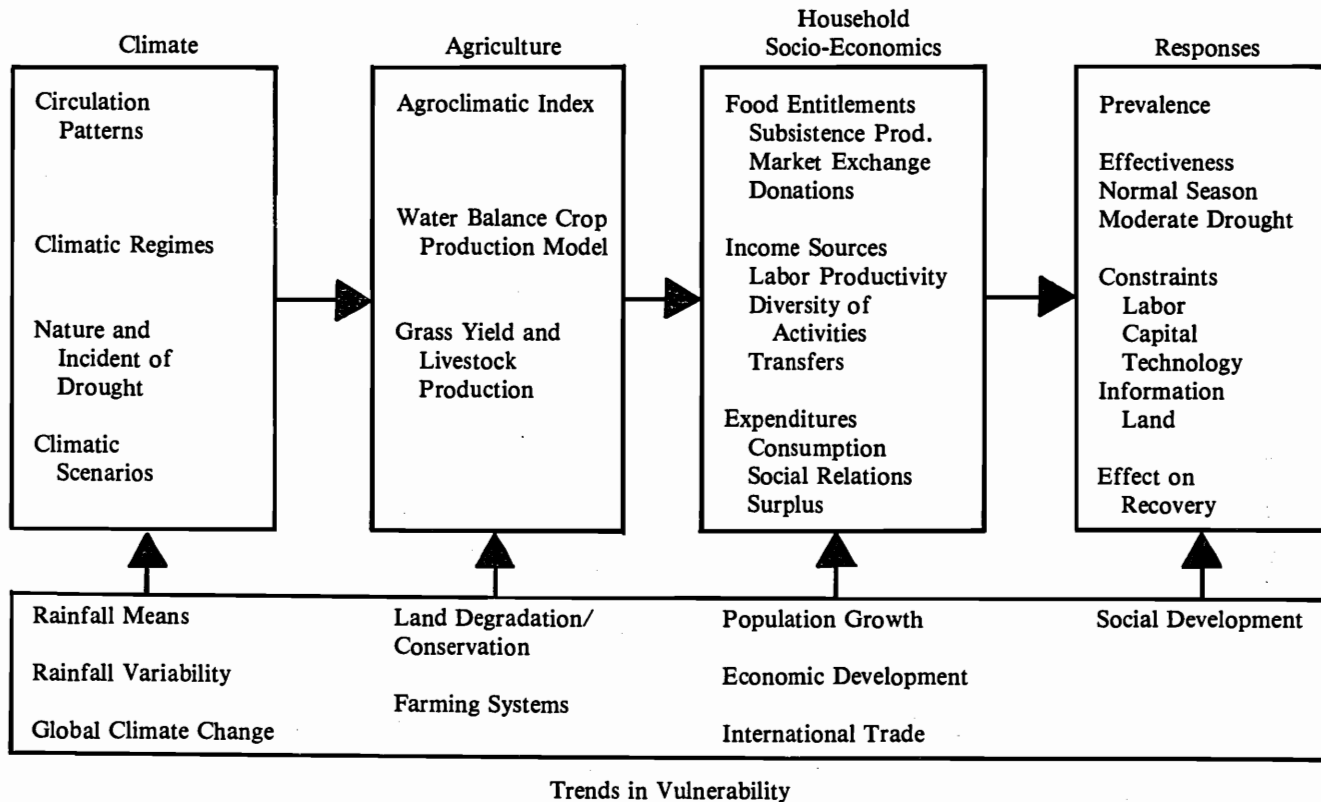 Climate
Circulation
Patterns
Climatic Regimes
Nature and
Incident of
Drought
Climatic
Scenarios
Agriculture
Agroclimatic Index
Water Balance Crop
Production Model
Grass Yield and
Livestock
Production
Household
Socio-Economics
Food Entitlements
Subsistence Prod.
Market Exchange
Donations
Income Sources
Labor Productivity
Diversity of
Activities
Transfers
Expenditures
Consumption
Social Relations
Surplus
Responses
Prevalence
Effectiveness
Normal Season
Moderate Drought
Constraints
Labor
Capital
Technology
Information
Land
Effect on
Recovery
Rainfall Means
Rainfall Variability
Global Climate Change
Land Degradation/
Conservation
Farming Systems
Population Growth
Economic Development
International Trade
Social Development
Trends in Vulnerability